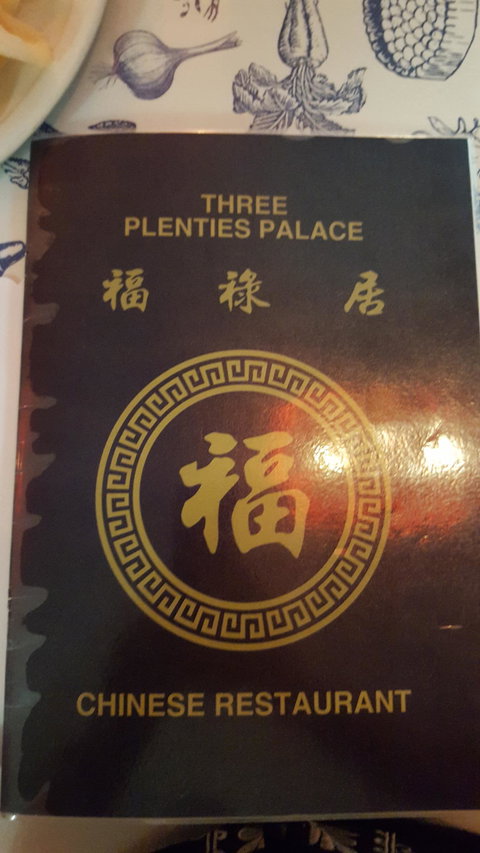 THREE
PLENTIES PALACE
福 祿 居
福
CHINESE RESTAURANT